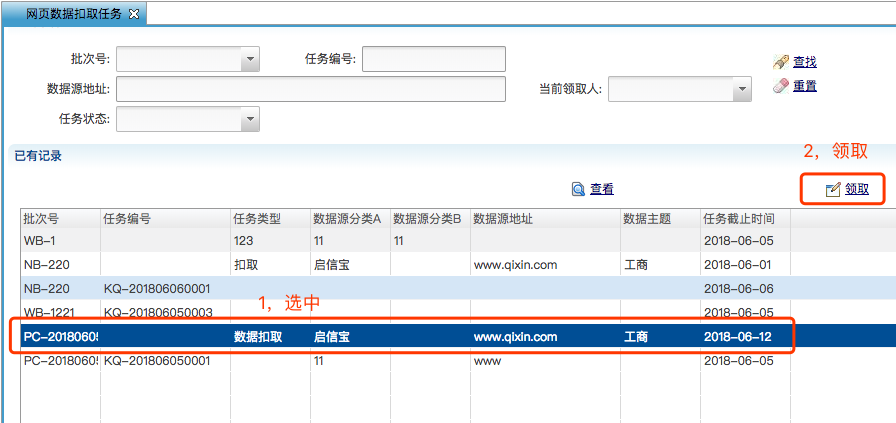 网页数据扣取任务
批次号: 任务编号: 查找
数据源地址: 当前领取人: 重置
任务状态:
已有记录
2, 领取
查看 领取
批次号 任务编号 任务类型 数据源分类A 数据源分类B 数据源地址 数据主题 任务截止时间
WB-1 123 11 11 2018-06-05
NB-220 扣取 启信宝 www.qixin.com 工商 2018-06-01
NB-220 KQ-201806060001 2018-06-06
1, 选中
WB-1221 KQ-201806050003 2018-06-05
PC-2018060 数据扣取 启信宝 www.qixin.com 工商 2018-06-12
PC-2018060 KQ-201806050001 11 www 2018-06-05